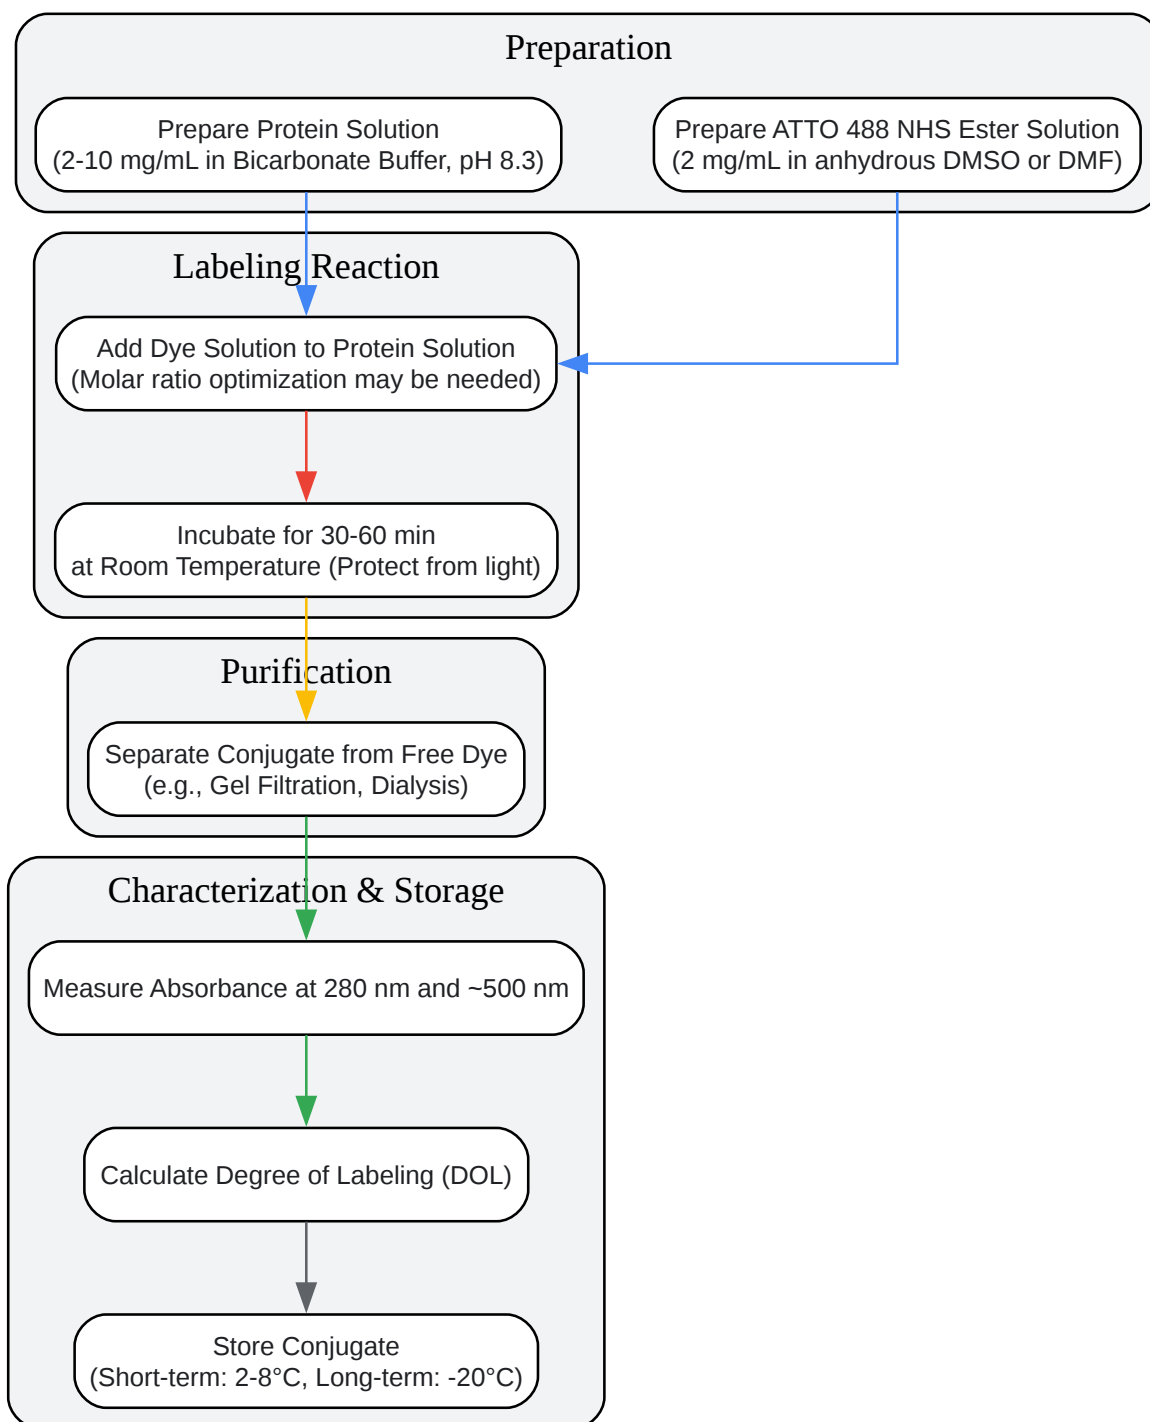 Preparation
Prepare Protein Solution
(2-10 mg/mL in Bicarbonate Buffer, pH 8.3)
Prepare ATTO 488 NHS Ester Solution
(2 mg/mL in anhydrous DMSO or DMF)
Labeling Reaction
Add Dye Solution to Protein Solution
(Molar ratio optimization may be needed)
Incubate for 30-60 min
at Room Temperature (Protect from light)
Purification
Separate Conjugate from Free Dye
(e.g., Gel Filtration, Dialysis)
Characterization & Storage
Measure Absorbance at 280 nm and ~500 nm
Calculate Degree of Labeling (DOL)
Store Conjugate
(Short-term: 2-8°C, Long-term: -20°C)